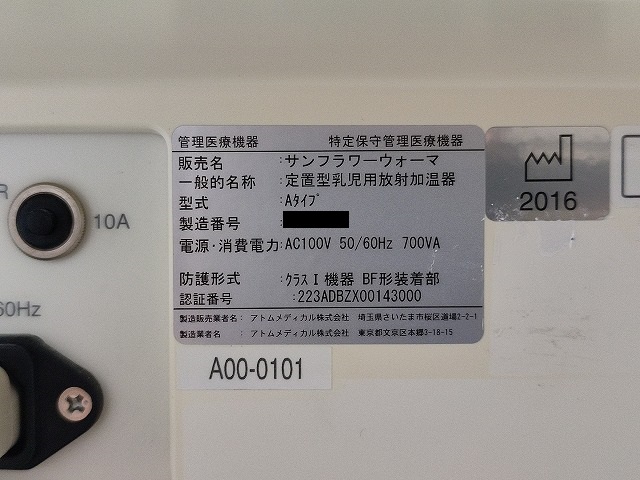 管理医療機器 特定保守管理医療機器
販売名 :サンフラワーウォーマ
一般的名称 :定置型乳児用放射加温器
型式 :Aタイプ
製造番号 :
電源・消費電力:AC100V 50/60Hz 700VA
防護形式 :クラスⅠ機器 BF形装着部
認証番号 :223ADBZX00143000
製造販売業者名: アトムメディカル株式会社 埼玉県さいたま市桜区道場2-2-1
製造業者名 : アトムメディカル株式会社 東京都文京区本郷3-18-15
2016
R
10A
60Hz
A00-0101